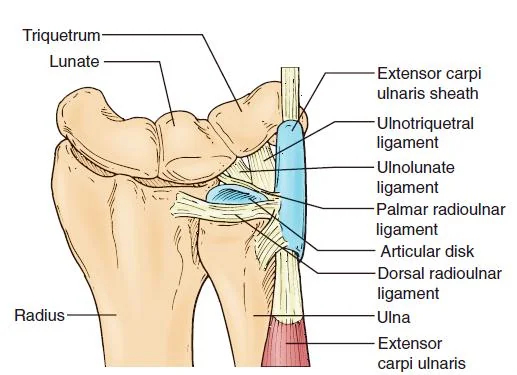 Triquetrum
Lunate
Extensor carpi
ulnaris sheath
Ulnotriquetral
ligament
Ulnolunate
ligament
Palmar radioulnar
ligament
Articular disk
Dorsal radioulnar
ligament
Radius
Ulna
Extensor
carpi ulnaris